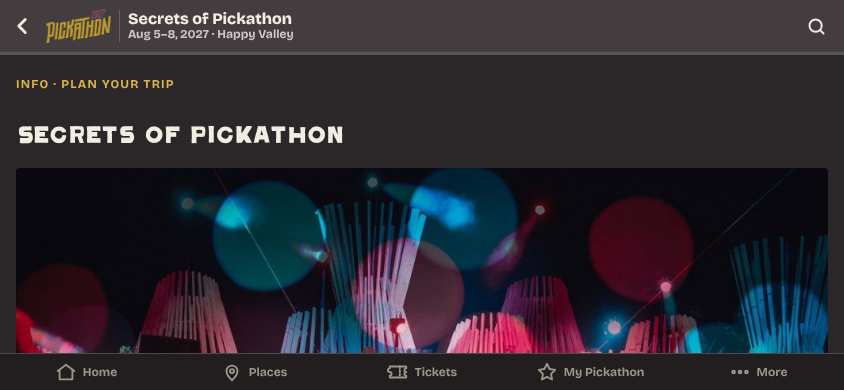 PICKATHON
Secrets of Pickathon
Aug 5–8, 2027 · Happy Valley
INFO · PLAN YOUR TRIP
SECRETS OF PICKATHON
Home
Places
Tickets
My Pickathon
More